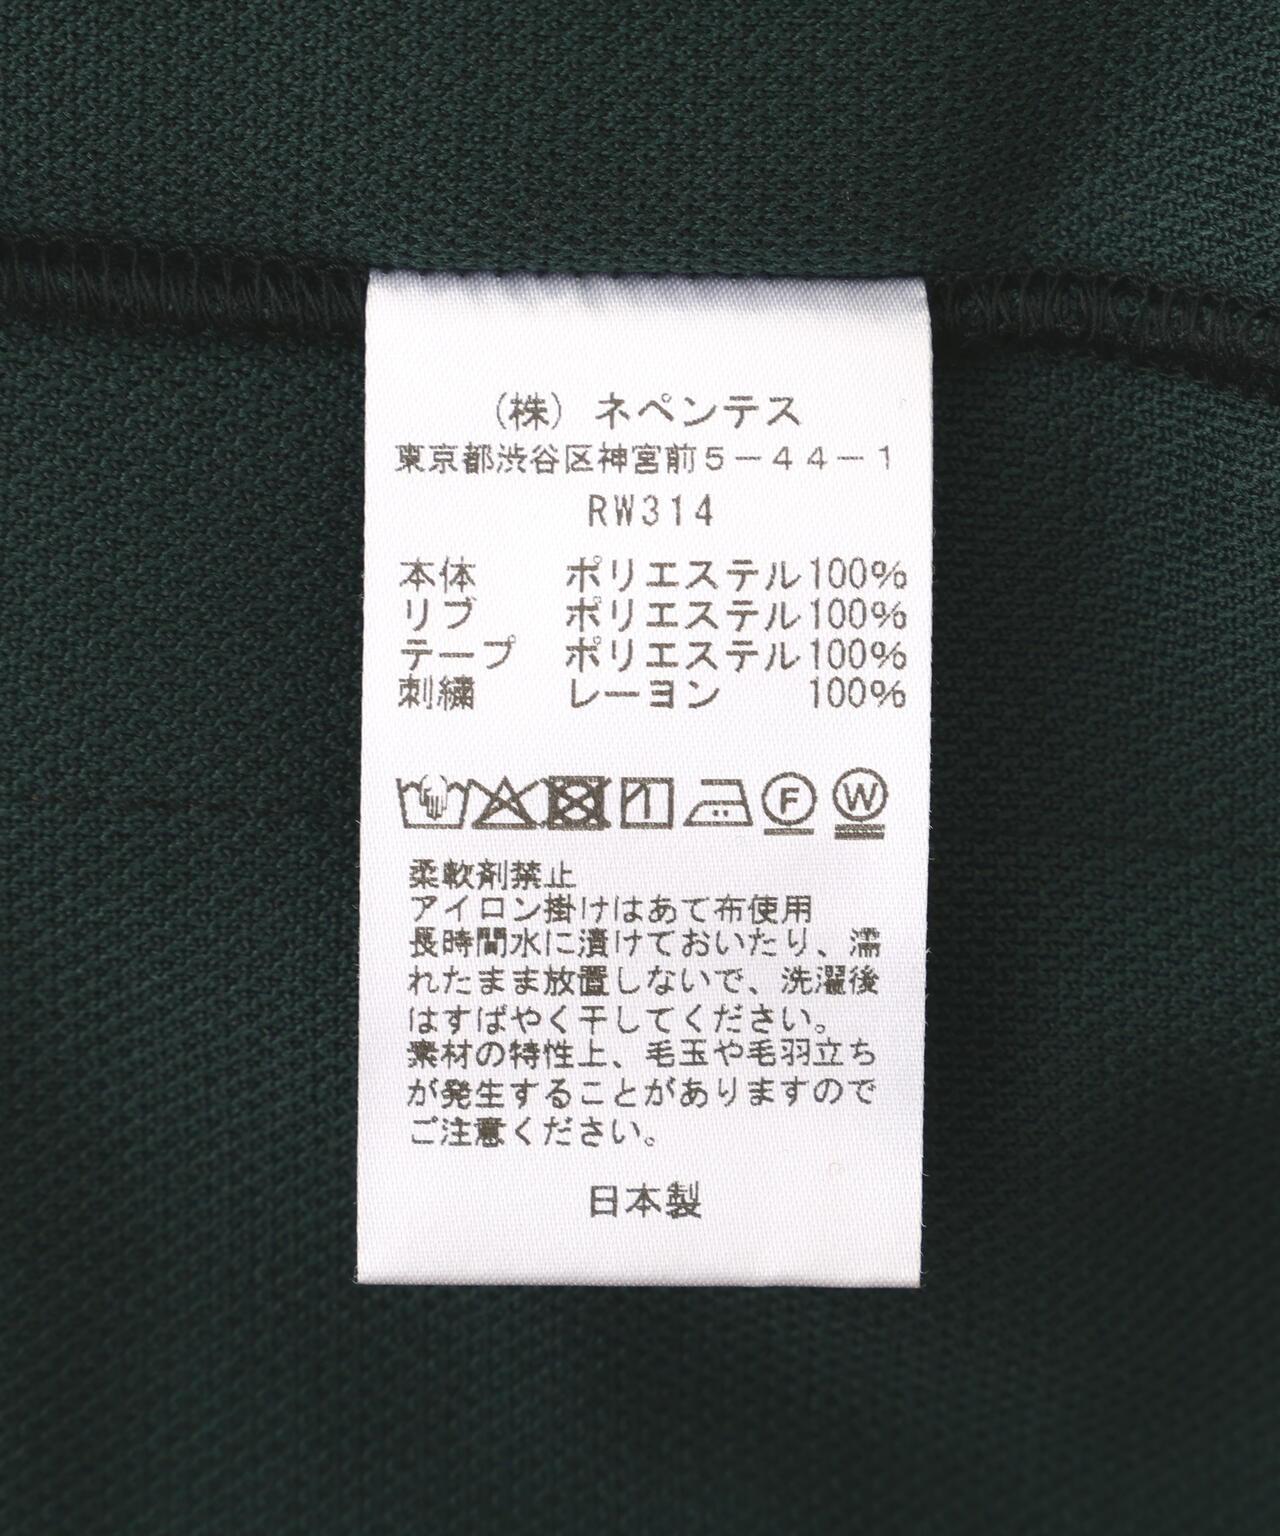 (株) ネペンテス
東京都渋谷区神宮前5－44－1
RW314
本体 ポリエステル100%
リブ ポリエステル100%
テープ ポリエステル100%
刺繍 レーヨン 100%
F W
柔軟剤禁止
アイロン掛けはあて布使用
長時間水に漬けておいたり、濡
れたまま放置しないで、洗濯後
はすばやく干してください。
素材の特性上、毛玉や毛羽立ち
が発生することがありますので
ご注意ください。
日本製